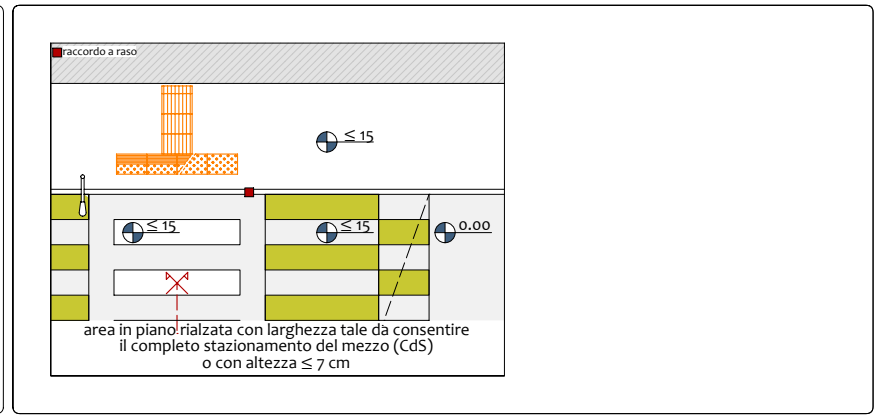 raccordo a raso
≤ 15
≤ 15
≤ 15
0.00
area in piano rialzata con larghezza tale da consentire
il completo stazionamento del mezzo (CdS)
o con altezza ≤ 7 cm